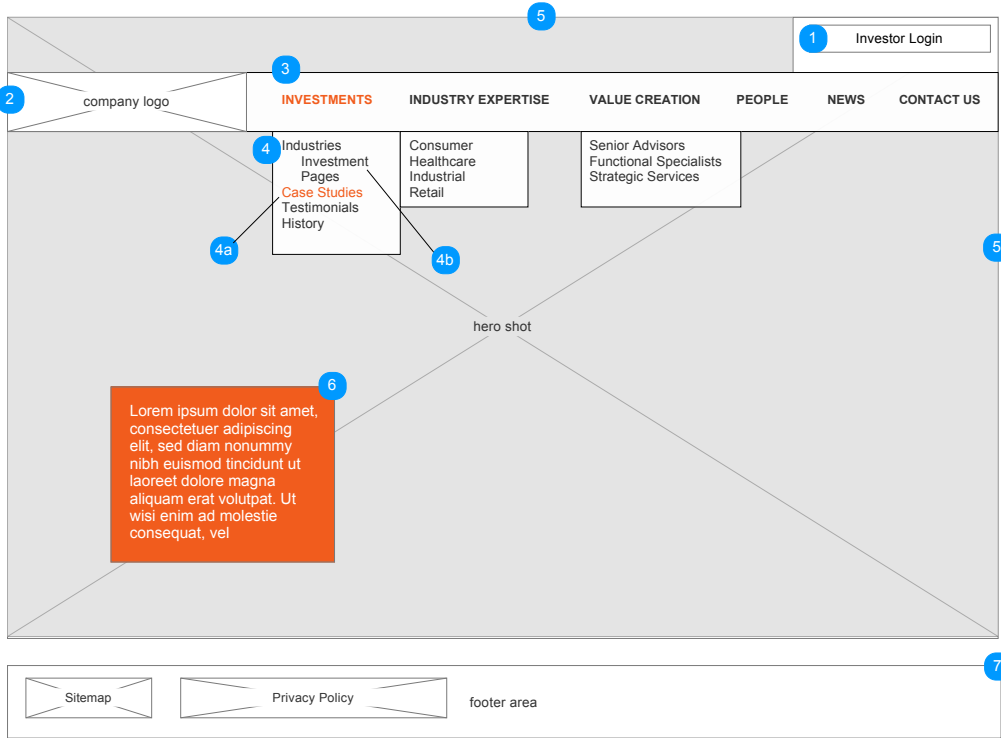 5
1
Investor Login
2
company logo
3
INVESTMENTS INDUSTRY EXPERTISE VALUE CREATION PEOPLE NEWS CONTACT US
4
Industries
Investment
Pages
Case Studies
Testimonials
History
Consumer
Healthcare
Industrial
Retail
Senior Advisors
Functional Specialists
Strategic Services
4a
4b
5
hero shot
6
Lorem ipsum dolor sit amet,
consectetuer adipiscing
elit, sed diam nonummy
nibh euismod tincidunt ut
laoreet dolore magna
aliquam erat volutpat. Ut
wisi enim ad molestie
consequat, vel
7
Sitemap
Privacy Policy
footer area